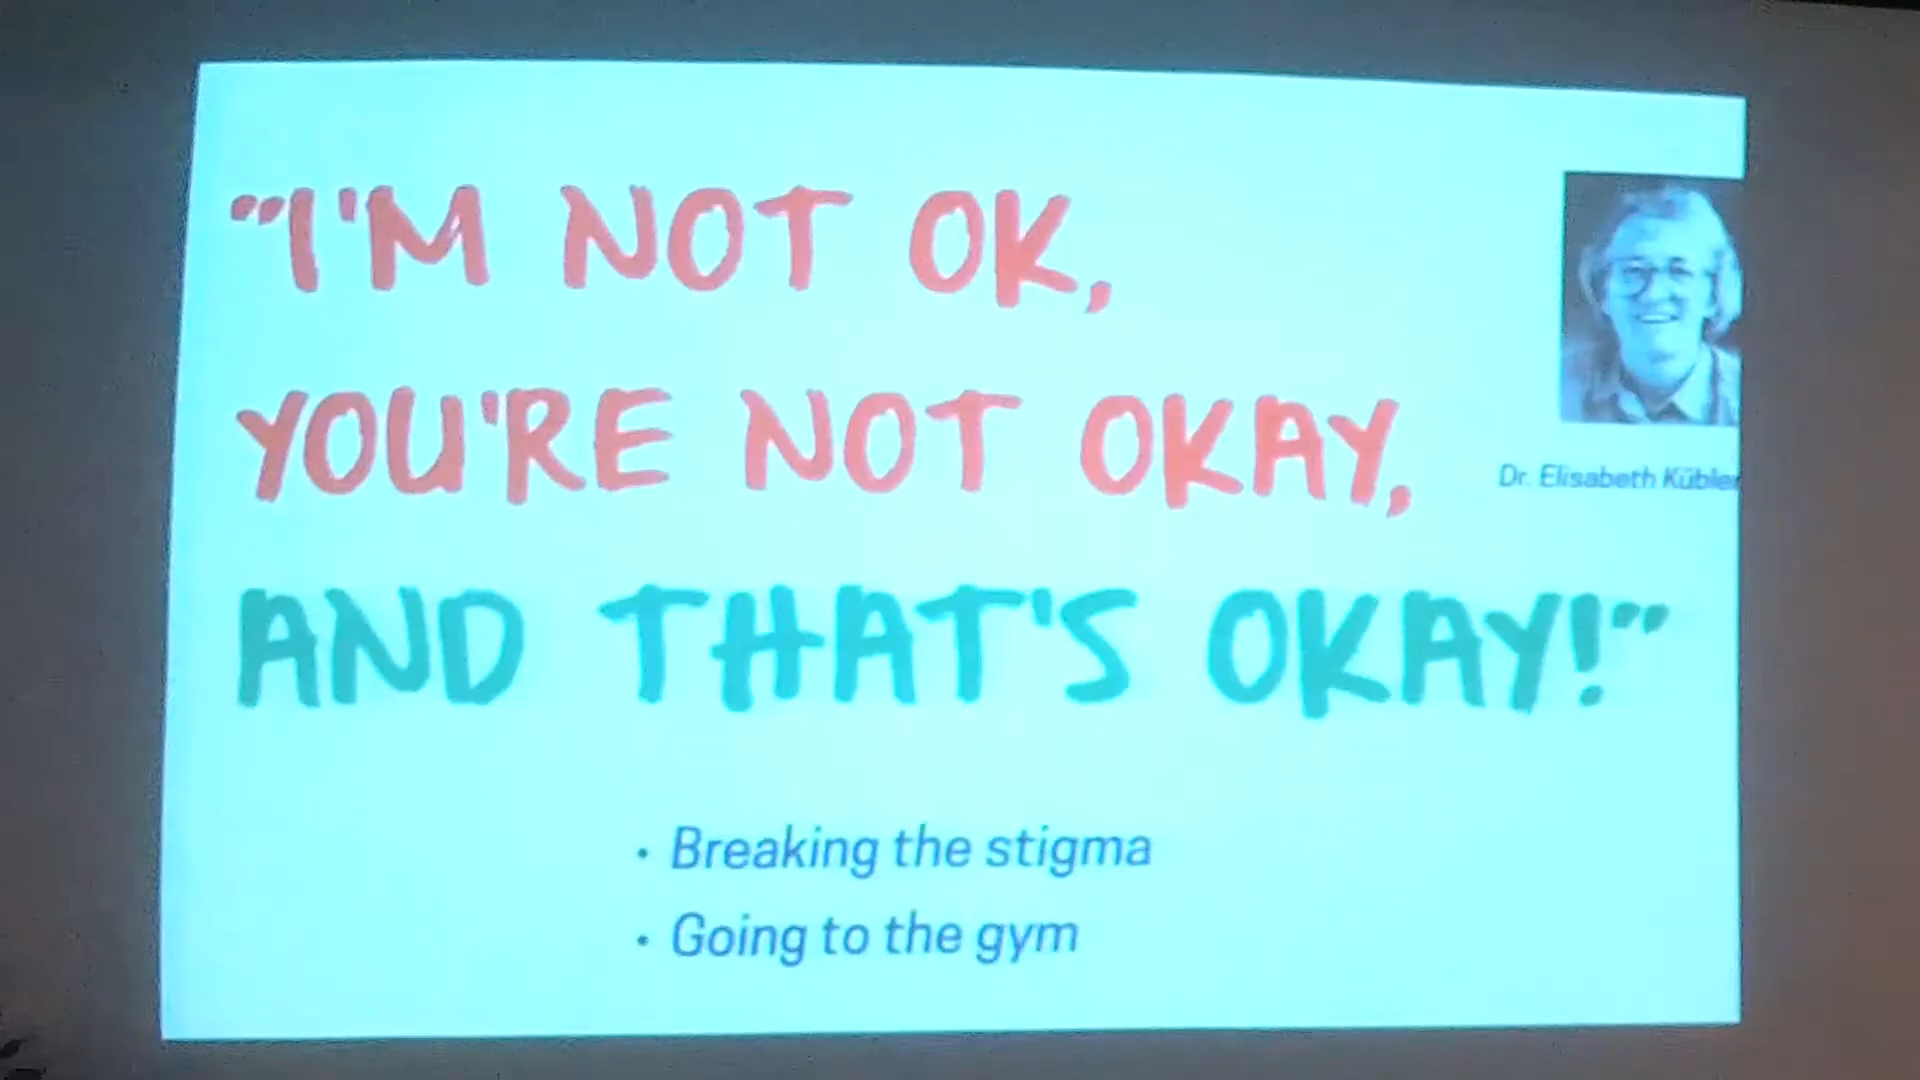 "I'M NOT OK,
YOU'RE NOT OKAY,
Dr. Elisabeth Kübler
AND THAT'S OKAY!"
• Breaking the stigma
• Going to the gym